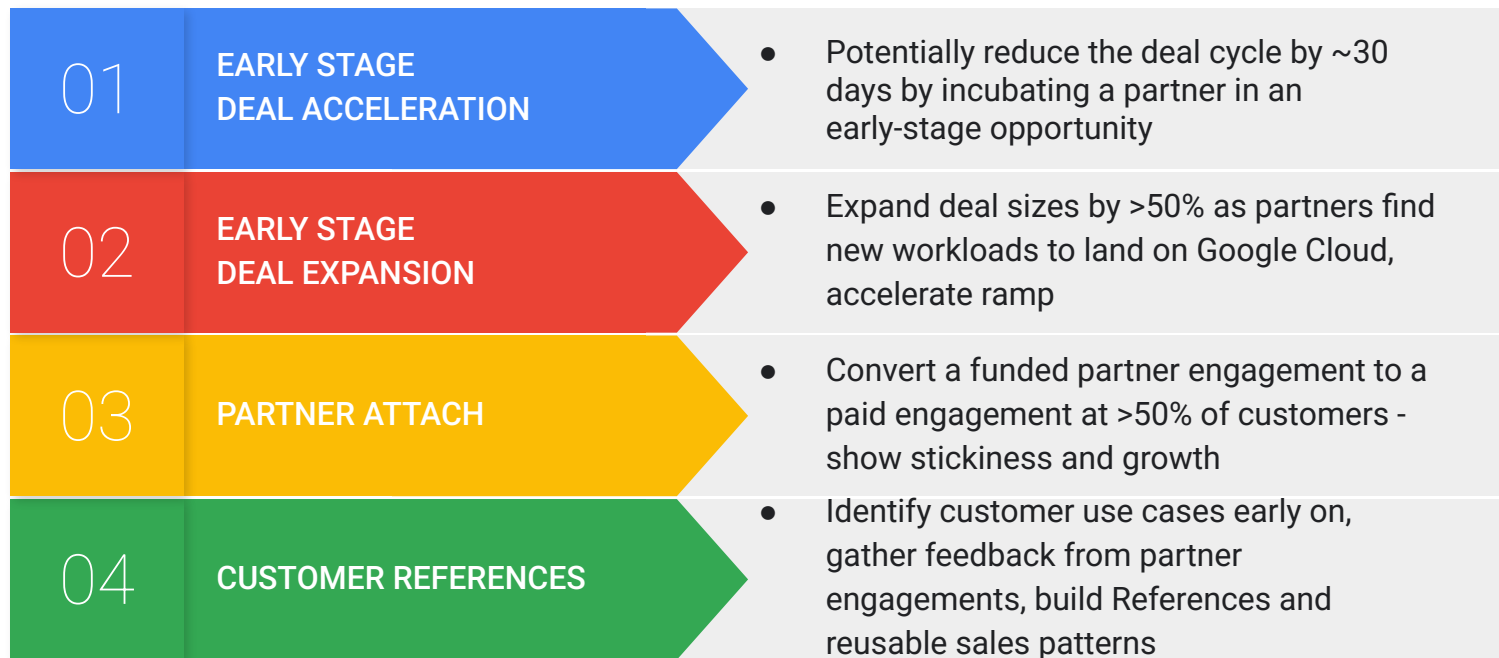 01
EARLY STAGE
DEAL ACCELERATION
● Potentially reduce the deal cycle by ~30
days by incubating a partner in an
early-stage opportunity
02
EARLY STAGE
DEAL EXPANSION
● Expand deal sizes by >50% as partners find
new workloads to land on Google Cloud,
accelerate ramp
03
PARTNER ATTACH
● Convert a funded partner engagement to a
paid engagement at >50% of customers -
show stickiness and growth
04
CUSTOMER REFERENCES
● Identify customer use cases early on,
gather feedback from partner
engagements, build References and
reusable sales patterns